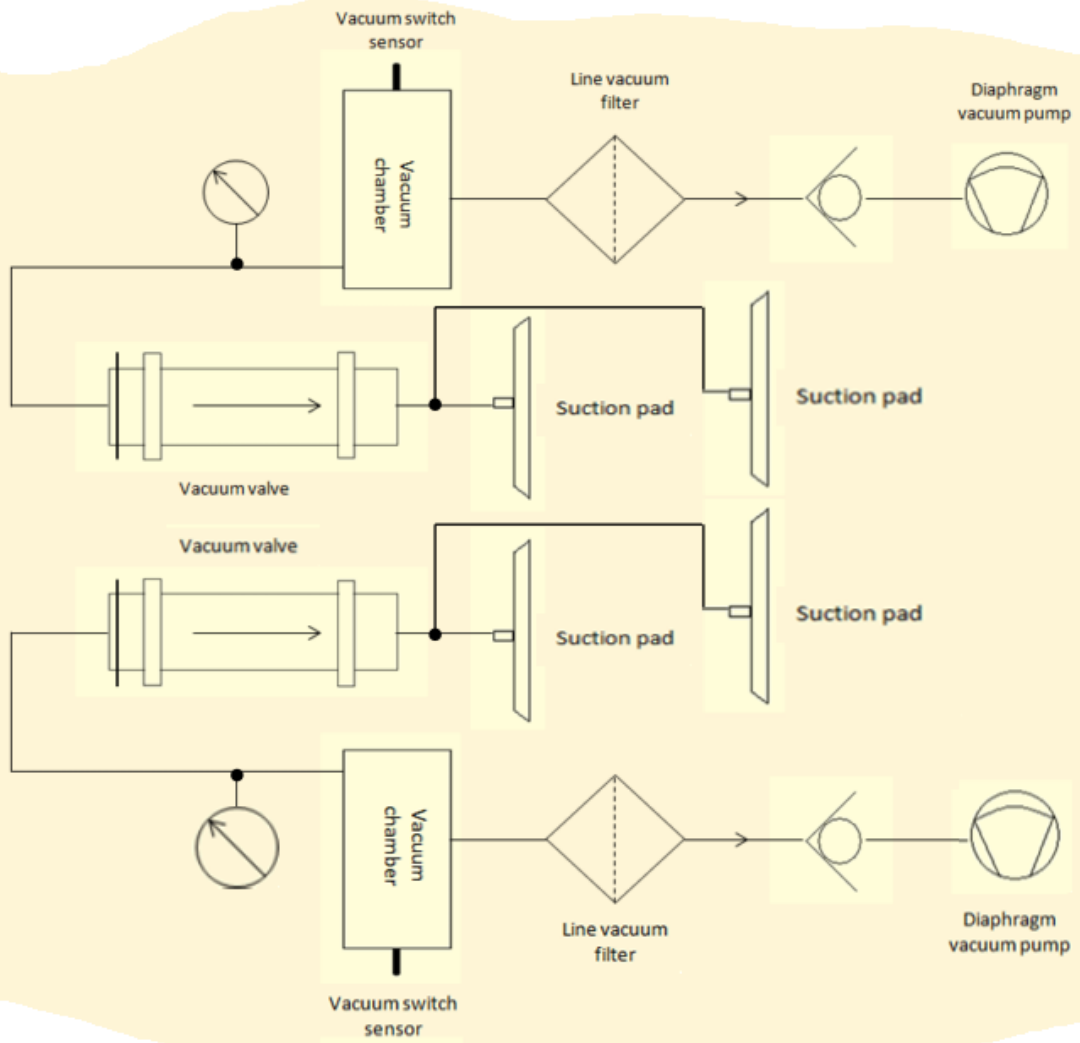 Vacuum switch
sensor
Line vacuum
filter
Diaphragm
vacuum pump
Vacuum
chamber
Suction pad
Suction pad
Vacuum valve
Vacuum valve
Suction pad
Suction pad
Vacuum
chamber
Line vacuum
filter
Diaphragm
vacuum pump
Vacuum switch
sensor